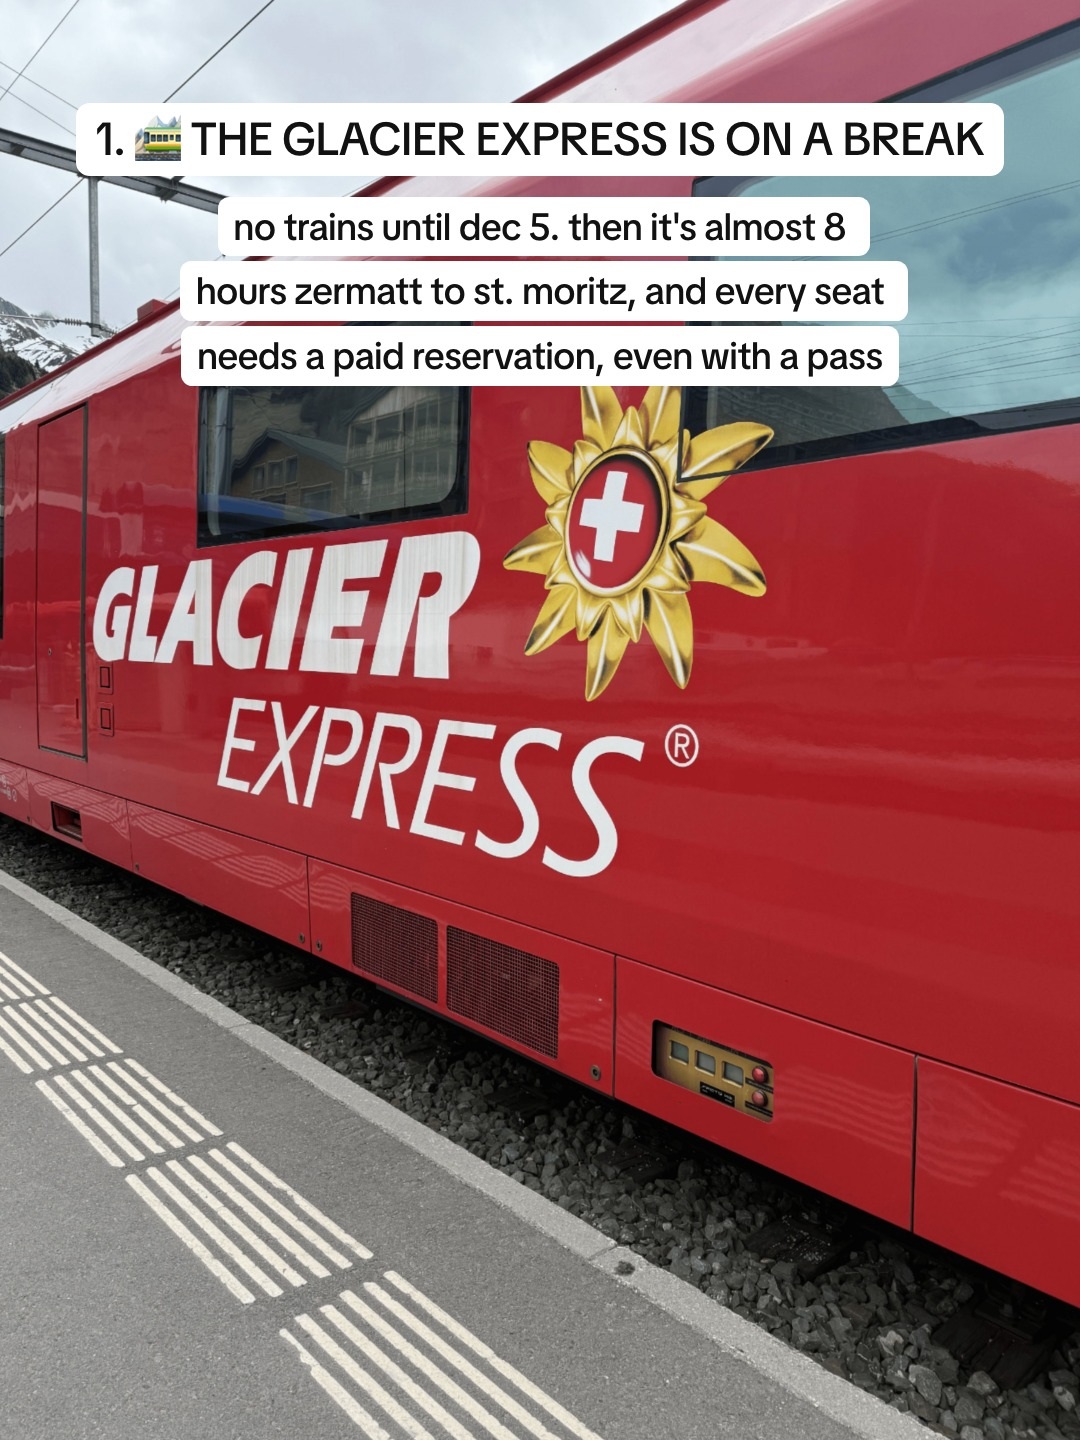 1. 🚞 THE GLACIER EXPRESS IS ON A BREAK
no trains until dec 5. then it's almost 8
hours zermatt to st. moritz, and every seat
needs a paid reservation, even with a pass
GLACIER
EXPRESS®